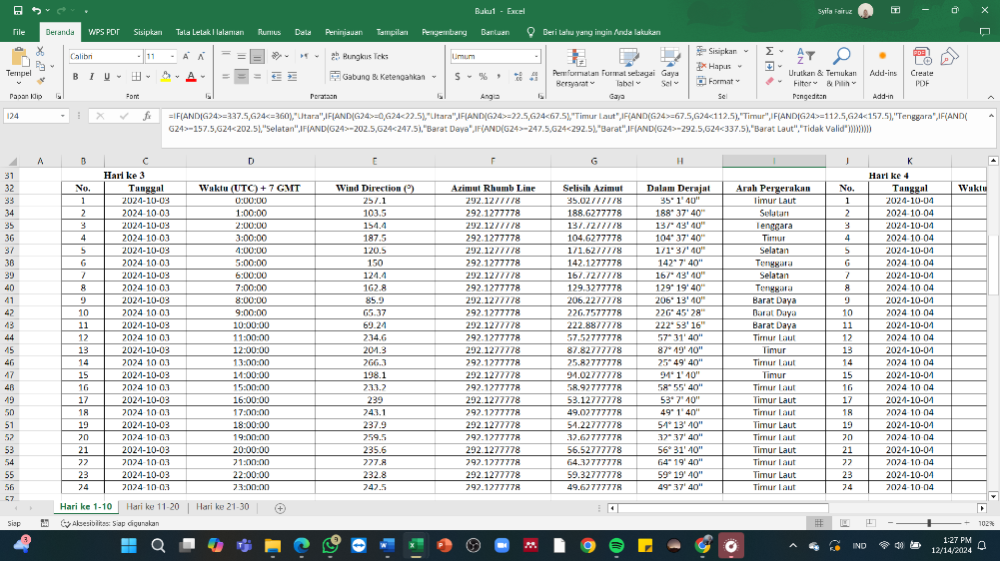 Buku1 - Excel
Syifa Fairuz
File Beranda WPS PDF Sisipkan Tata Letak Halaman Rumus Data Peninjauan Tampilan Pengembang Bantuan Beri tahu yang ingin Anda lakukan
Tempel
Calibri 11
B I U
Bungkus Teks
Gabung & Ketengahkan
Umum
Pemformatan Bersyarat
Format sebagai Tabel
Gaya Sel
Sisipkan
Hapus
Format
Urutkan & Filter
Temukan & Pilih
Add-ins
Create PDF
Papan Klip Font Perataan Angka Gaya Sel Pengeditan Add-in
I24 fx =IF(AND(G24>=337.5,G24<=360),"Utara",IF(AND(G24>=0,G24<22.5),"Utara",IF(AND(G24>=22.5,G24<67.5),"Timur Laut",IF(AND(G24>=67.5,G24<112.5),"Timur",IF(AND(G24>=112.5,G24<157.5),"Tenggara",IF(AND(
G24>=157.5,G24<202.5),"Selatan",IF(AND(G24>=202.5,G24<247.5),"Barat Daya",IF(AND(G24>=247.5,G24<292.5),"Barat",IF(AND(G24>=292.5,G24<337.5),"Barat Laut","Tidak Valid")))))))))
A B C D E F G H I J K
31 Hari ke 3 Hari ke 4
32 No. Tanggal Waktu (UTC) + 7 GMT Wind Direction (°) Azimut Rhumb Line Selisih Azimut Dalam Derajat Arah Pergerakan No. Tanggal Waktu
33 1 2024-10-03 0:00:00 257.1 292.1277778 35.02777778 35° 1' 40" Timur Laut 1 2024-10-04
34 2 2024-10-03 1:00:00 103.5 292.1277778 188.6277778 188° 37' 40" Selatan 2 2024-10-04
35 3 2024-10-03 2:00:00 154.4 292.1277778 137.7277778 137° 43' 40" Tenggara 3 2024-10-04
36 4 2024-10-03 3:00:00 187.5 292.1277778 104.6277778 104° 37' 40" Timur 4 2024-10-04
37 5 2024-10-03 4:00:00 120.5 292.1277778 171.6277778 171° 37' 40" Selatan 5 2024-10-04
38 6 2024-10-03 5:00:00 150 292.1277778 142.1277778 142° 7' 40" Tenggara 6 2024-10-04
39 7 2024-10-03 6:00:00 124.4 292.1277778 167.7277778 167° 43' 40" Selatan 7 2024-10-04
40 8 2024-10-03 7:00:00 162.8 292.1277778 129.3277778 129° 19' 40" Tenggara 8 2024-10-04
41 9 2024-10-03 8:00:00 85.9 292.1277778 206.2277778 206° 13' 40" Barat Daya 9 2024-10-04
42 10 2024-10-03 9:00:00 65.37 292.1277778 226.7577778 226° 45' 28" Barat Daya 10 2024-10-04
43 11 2024-10-03 10:00:00 69.24 292.1277778 222.8877778 222° 53' 16" Barat Daya 11 2024-10-04
44 12 2024-10-03 11:00:00 234.6 292.1277778 57.52777778 57° 31' 40" Timur Laut 12 2024-10-04
45 13 2024-10-03 12:00:00 204.3 292.1277778 87.82777778 87° 49' 40" Timur 13 2024-10-04
46 14 2024-10-03 13:00:00 266.3 292.1277778 25.82777778 25° 49' 40" Timur Laut 14 2024-10-04
47 15 2024-10-03 14:00:00 198.1 292.1277778 94.02777778 94° 1' 40" Timur 15 2024-10-04
48 16 2024-10-03 15:00:00 233.2 292.1277778 58.92777778 58° 55' 40" Timur Laut 16 2024-10-04
49 17 2024-10-03 16:00:00 239 292.1277778 53.12777778 53° 7' 40" Timur Laut 17 2024-10-04
50 18 2024-10-03 17:00:00 243.1 292.1277778 49.02777778 49° 1' 40" Timur Laut 18 2024-10-04
51 19 2024-10-03 18:00:00 237.9 292.1277778 54.22777778 54° 13' 40" Timur Laut 19 2024-10-04
52 20 2024-10-03 19:00:00 259.5 292.1277778 32.62777778 32° 37' 40" Timur Laut 20 2024-10-04
53 21 2024-10-03 20:00:00 235.6 292.1277778 56.52777778 56° 31' 40" Timur Laut 21 2024-10-04
54 22 2024-10-03 21:00:00 227.8 292.1277778 64.32777778 64° 19' 40" Timur Laut 22 2024-10-04
55 23 2024-10-03 22:00:00 232.8 292.1277778 59.32777778 59° 19' 40" Timur Laut 23 2024-10-04
56 24 2024-10-03 23:00:00 242.5 292.1277778 49.62777778 49° 37' 40" Timur Laut 24 2024-10-04
57
Hari ke 1-10 Hari ke 11-20 Hari ke 21-30
Siap Aksesibilitas: Siap digunakan 102%
3 9 IND 1:27 PM
12/14/2024